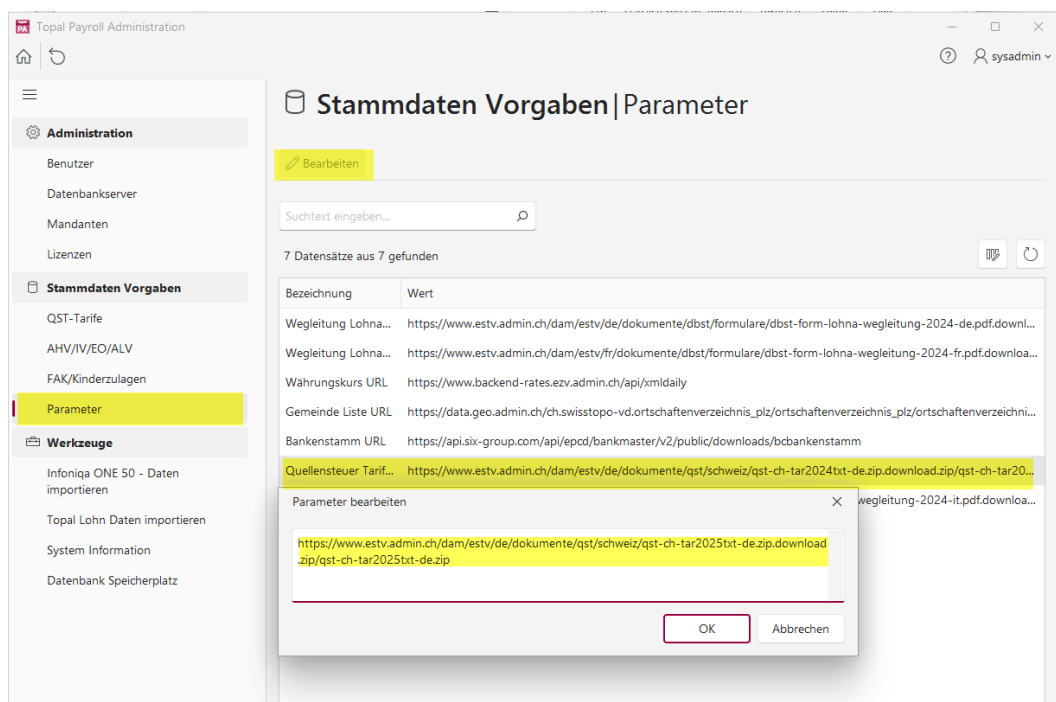 Topal Payroll Administration
sysadmin
Stammdaten Vorgaben|Parameter
Administration
Benutzer
Datenbankserver
Mandanten
Lizenzen
Stammdaten Vorgaben
QST-Tarife
AHV/IV/EO/ALV
FAK/Kinderzulagen
Parameter
Werkzeuge
Infoniqa ONE 50 - Daten
importieren
Topal Lohn Daten importieren
System Information
Datenbank Speicherplatz
Bearbeiten
Suchtext eingeben...
7 Datensätze aus 7 gefunden
Bezeichnung Wert
Wegleitung Lohna... https://www.estv.admin.ch/dam/estv/de/dokumente/dbst/formulare/dbst-form-lohna-wegleitung-2024-de.pdf.downl...
Wegleitung Lohna... https://www.estv.admin.ch/dam/estv/fr/dokumente/dbst/formulare/dbst-form-lohna-wegleitung-2024-fr.pdf.downloa...
Währungskurs URL https://www.backend-rates.ezv.admin.ch/api/xmldaily
Gemeinde Liste URL https://data.geo.admin.ch/ch.swisstopo-vd.ortschaftenverzeichnis_plz/ortschaftenverzeichnis_plz/ortschaftenverzeichni...
Bankenstamm URL https://api.six-group.com/api/epcd/bankmaster/v2/public/downloads/bcbankenstamm
Quellensteuer Tarif... https://www.estv.admin.ch/dam/estv/de/dokumente/qst/schweiz/qst-ch-tar2024txt-de.zip.download.zip/qst-ch-tar20...
wegleitung-2024-it.pdf.downloa...
Parameter bearbeiten
https://www.estv.admin.ch/dam/estv/de/dokumente/qst/schweiz/qst-ch-tar2025txt-de.zip.download
.zip/qst-ch-tar2025txt-de.zip
OK
Abbrechen